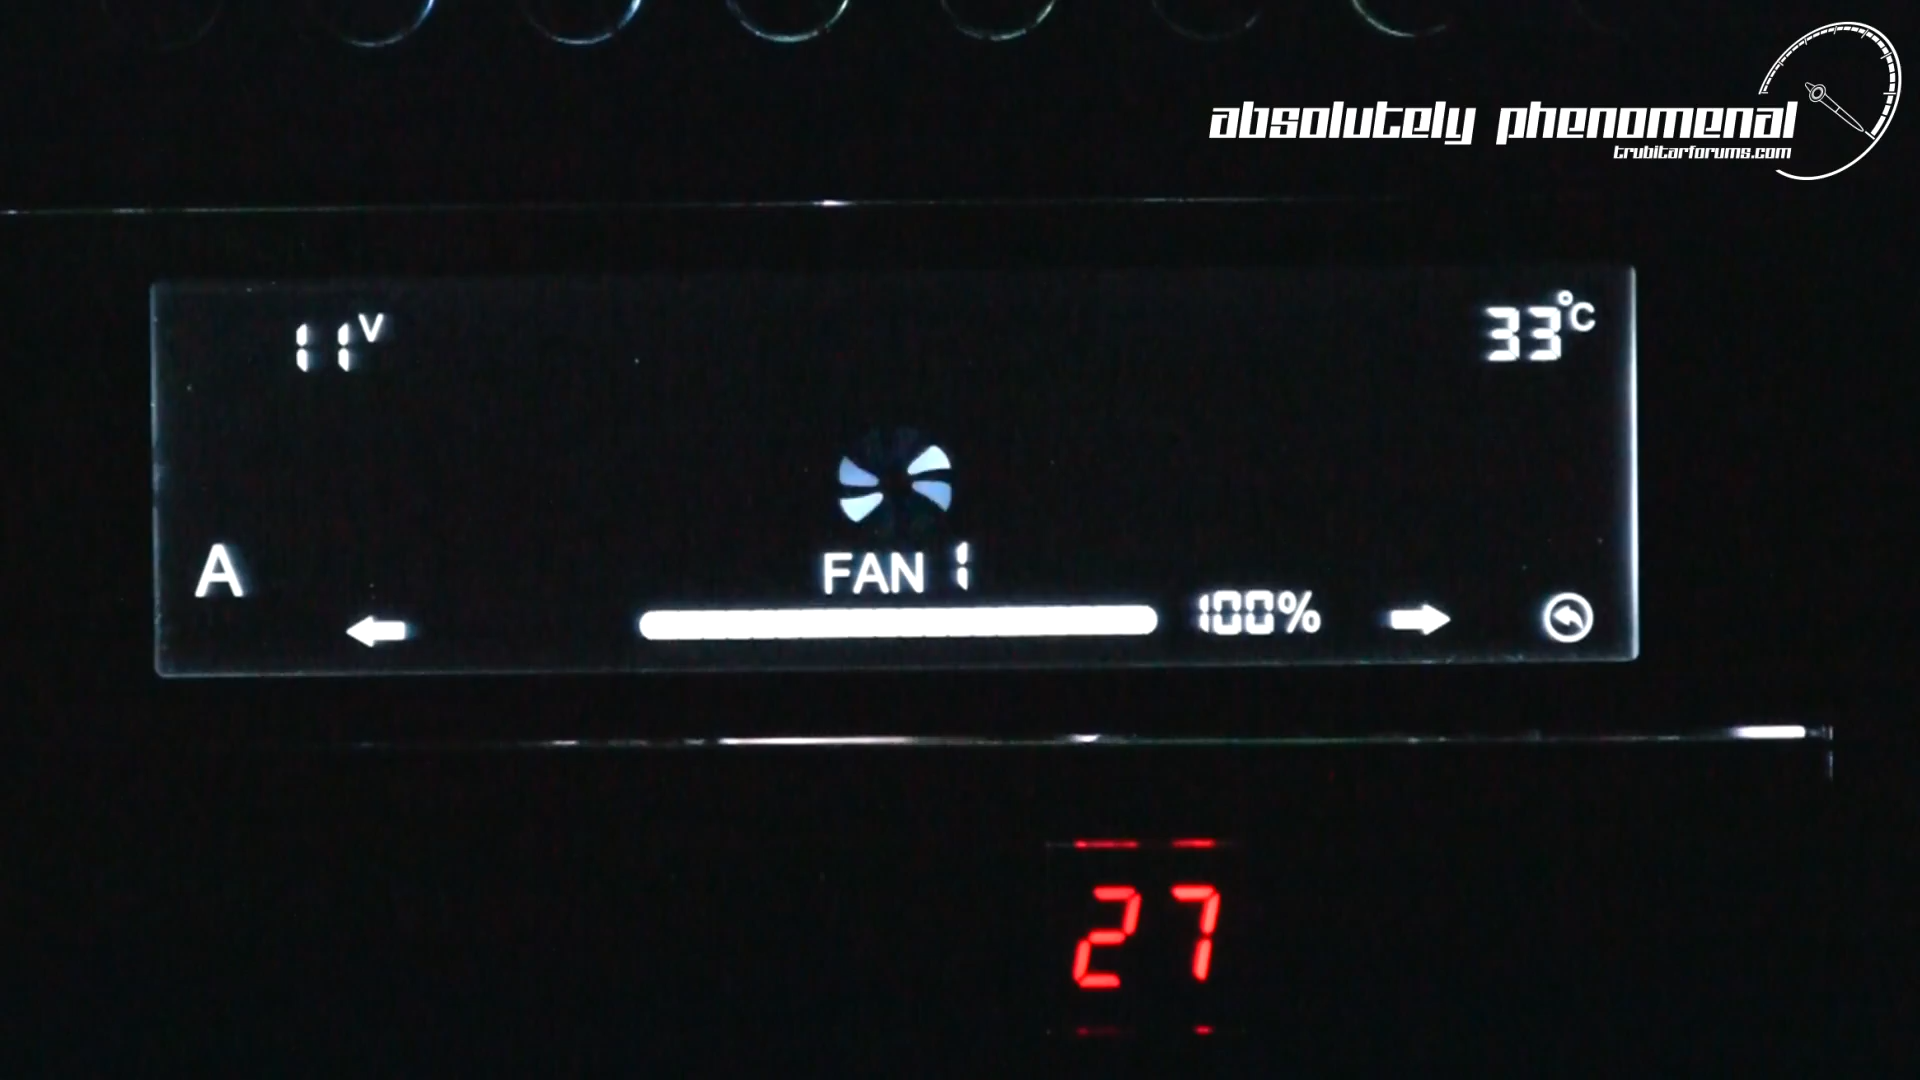 absolutely phenomenal
trubitarforums.com
11V
33°C
A
FAN 1
100%
27